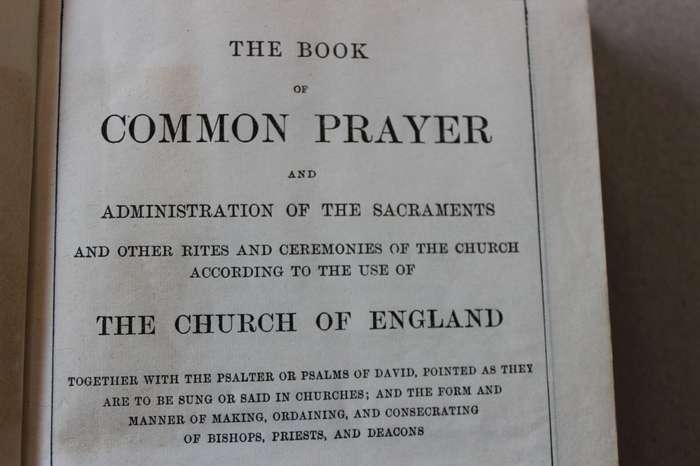 THE BOOK
OF
COMMON PRAYER
AND
ADMINISTRATION OF THE SACRAMENTS
AND OTHER RITES AND CEREMONIES OF THE CHURCH
ACCORDING TO THE USE OF
THE CHURCH OF ENGLAND
TOGETHER WITH THE PSALTER OR PSALMS OF DAVID, POINTED AS THEY
ARE TO BE SUNG OR SAID IN CHURCHES; AND THE FORM AND
MANNER OF MAKING, ORDAINING, AND CONSECRATING
OF BISHOPS, PRIESTS, AND DEACONS